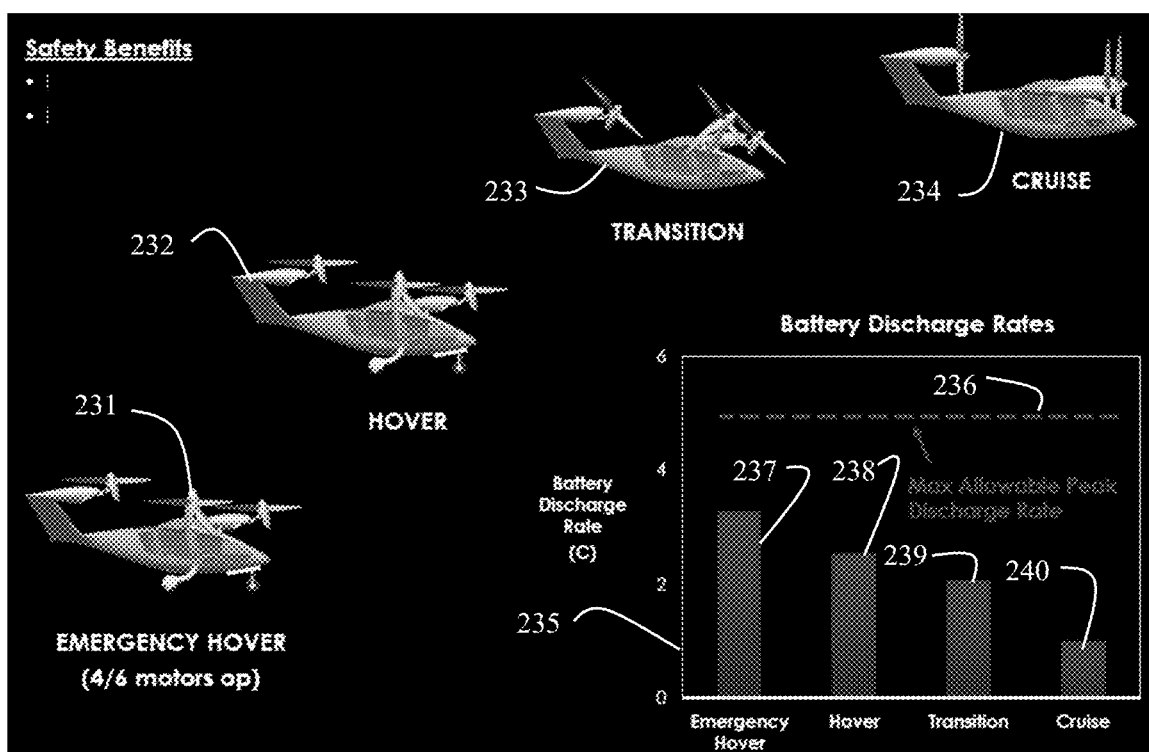 Safety Benefits
234
CRUISE
233
TRANSITION
232
HOVER
231
EMERGENCY HOVER
(4/6 motors op)
Battery Discharge Rates
6
236
4
237
238
Max Allowable Peak
Discharge Rate
Battery
Discharge
Rate
(C)
239
240
2
235
0
Emergency
Hover
Hover
Transition
Cruise